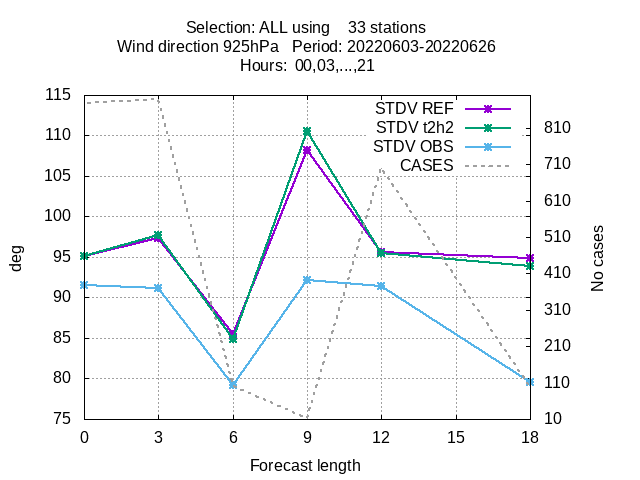 Selection: ALL using    33 stations
Wind direction 925hPa   Period: 20220603-20220626
Hours:  00,03,...,21
STDV REF
STDV t2h2
STDV OBS
CASES
deg
115
110
105
100
95
90
85
80
75
No cases
810
710
610
510
410
310
210
110
10
0 3 6 9 12 15 18
Forecast length